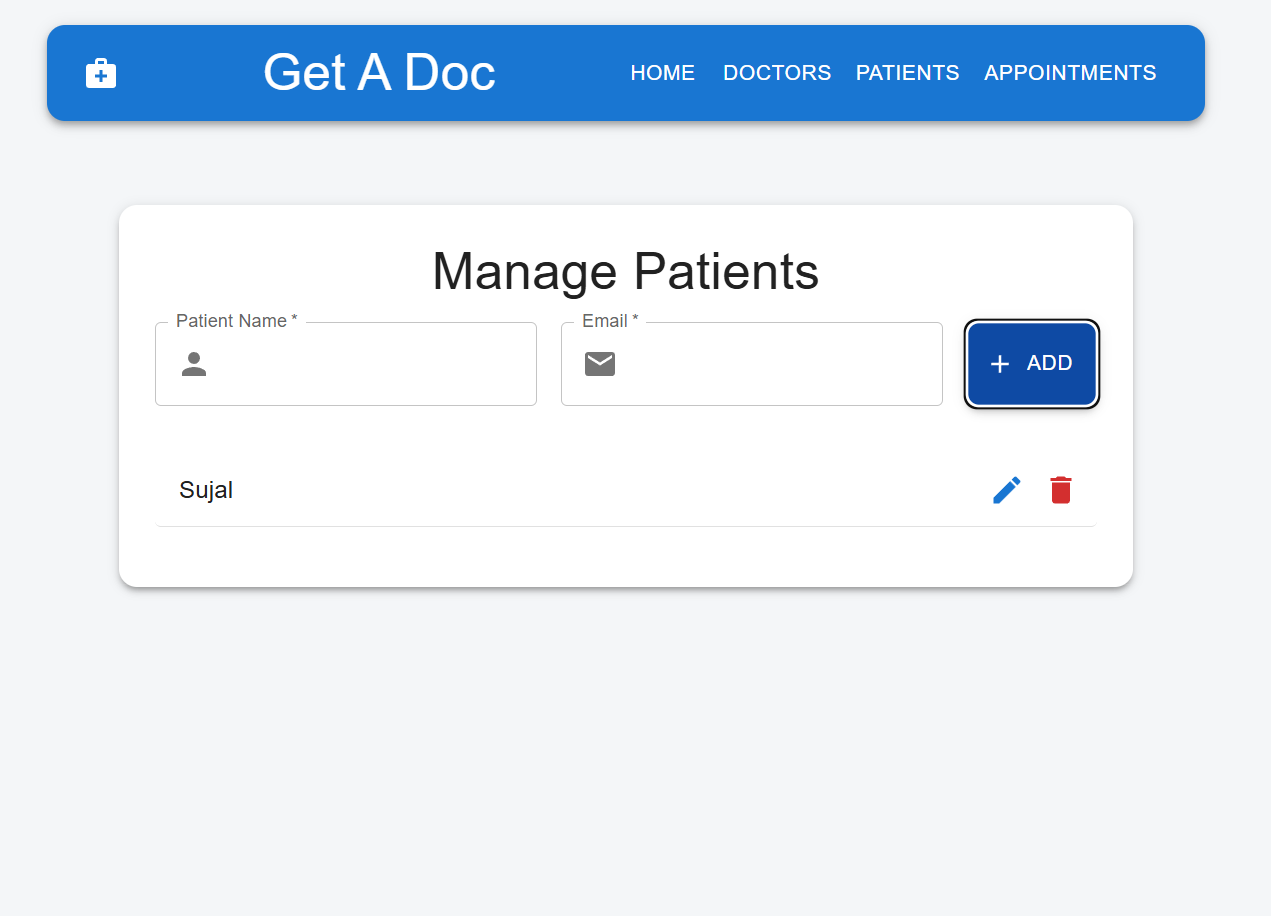 Get A Doc
HOME DOCTORS PATIENTS APPOINTMENTS
Manage Patients
Patient Name * Email *
ADD
Sujal